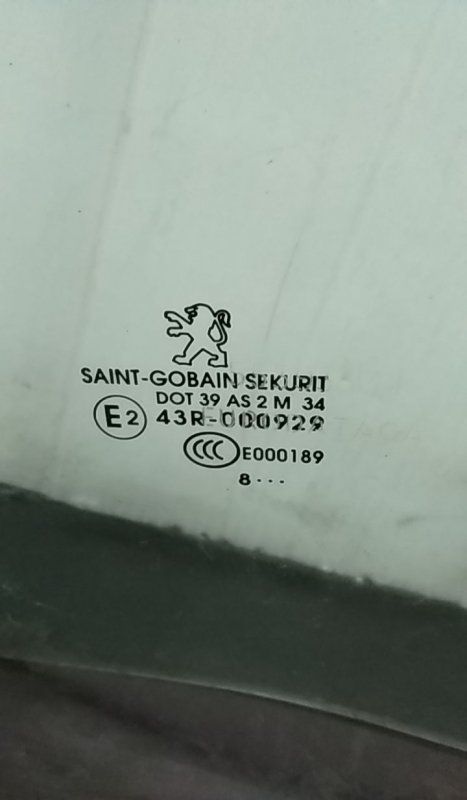 SAINT-GOBAIN SEKURIT
DOT 39 AS 2 M 34
E2 43R-000929
CCC E000189
8 ···